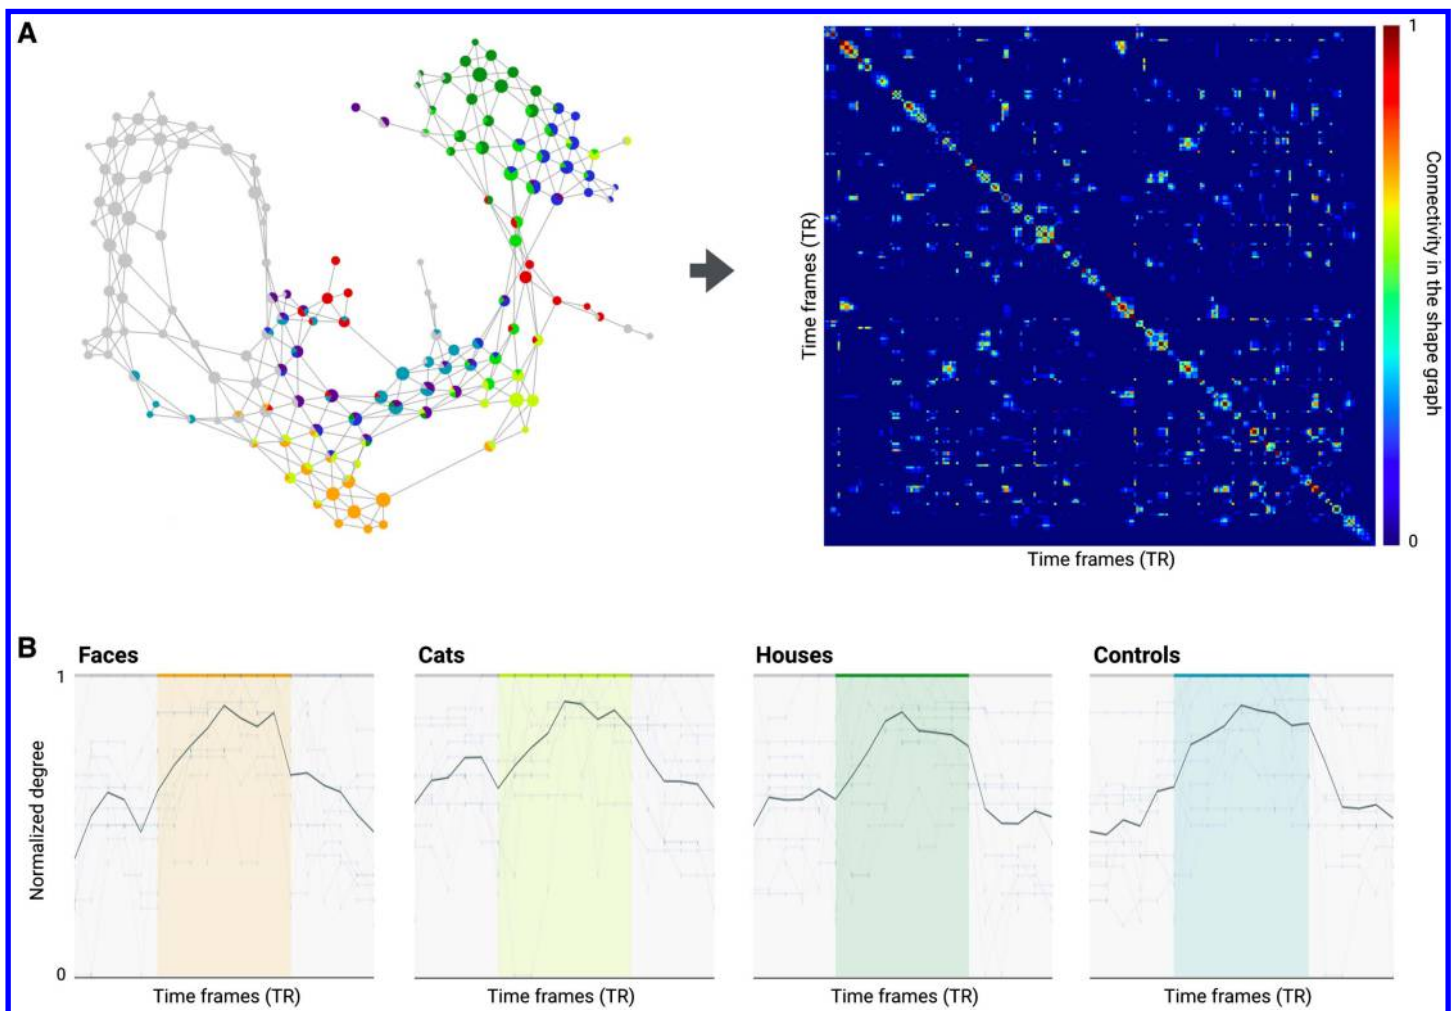 A
1
Time frames (TR)
Connectivity in the shape graph
0
Time frames (TR)
B
Faces
Cats
Houses
Controls
1
Normalized degree
0
Time frames (TR)
Time frames (TR)
Time frames (TR)
Time frames (TR)